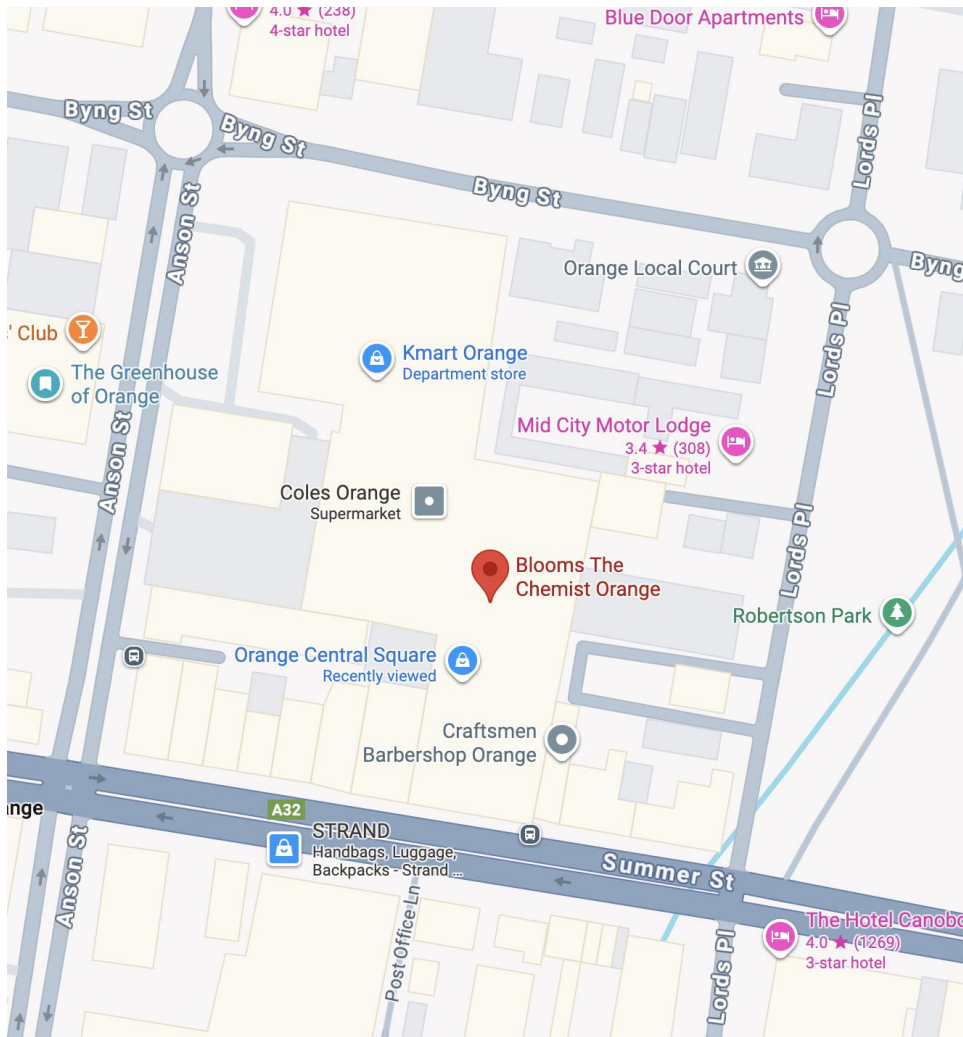 4.0 ★ (238)
4-star hotel
Blue Door Apartments
Byng St
Byng St
Byng St
Lords Pl
Anson St
Orange Local Court
Byng
' Club
Kmart Orange
Department store
The Greenhouse
of Orange
Lords Pl
Mid City Motor Lodge
3.4 ★ (308)
3-star hotel
Anson St
Coles Orange
Supermarket
Lords Pl
Blooms The
Chemist Orange
Robertson Park
Orange Central Square
Recently viewed
Craftsmen
Barbershop Orange
nge
A32
STRAND
Handbags, Luggage,
Backpacks - Strand ...
Summer St
Anson St
Post Office Ln
The Hotel Canobo
4.0 ★ (1269)
3-star hotel
Lords Pl